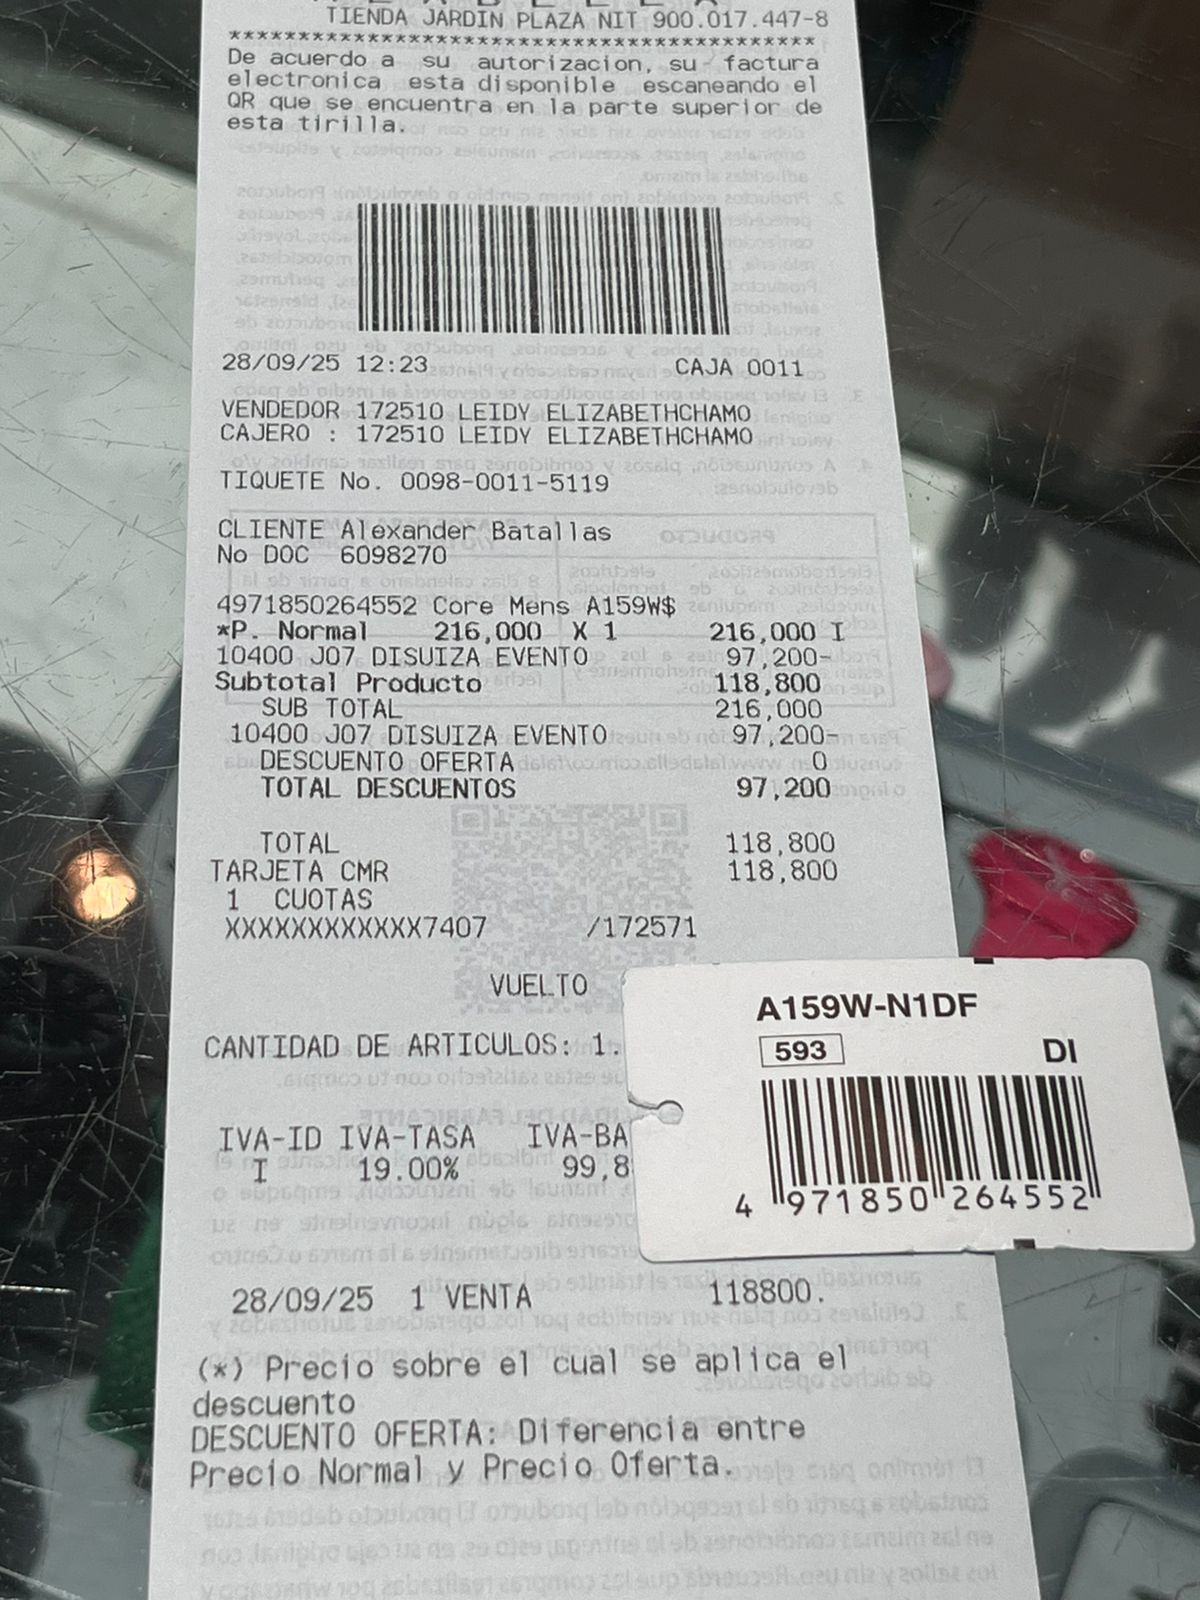 TIENDA JARDIN PLAZA NIT 900.017.447-8
******************************************
De acuerdo a su autorizacion, su factura
electronica esta disponible escaneando el
QR que se encuentra en la parte superior de
esta tirilla.
28/09/25 12:23 CAJA 0011
VENDEDOR 172510 LEIDY ELIZABETHCHAMO
CAJERO : 172510 LEIDY ELIZABETHCHAMO
TIQUETE No. 0098-0011-5119
CLIENTE Alexander Batallas
No DOC 6098270
4971850264552 Core Mens A159W$
*P. Normal 216,000 X 1 216,000 I
10400 J07 DISUIZA EVENTO 97,200-
Subtotal Producto 118,800
SUB TOTAL 216,000
10400 J07 DISUIZA EVENTO 97,200-
DESCUENTO OFERTA 0
TOTAL DESCUENTOS 97,200
TOTAL 118,800
TARJETA CMR 118,800
1 CUOTAS
XXXXXXXXXXXX7407 /172571
VUELTO
CANTIDAD DE ARTICULOS: 1.
IVA-ID IVA-TASA IVA-BA
I 19.00% 99,8
A159W-N1DF
593 DI
4 971850 264552
28/09/25 1 VENTA 118800.
(*) Precio sobre el cual se aplica el
descuento
DESCUENTO OFERTA: Diferencia entre
Precio Normal y Precio Oferta.